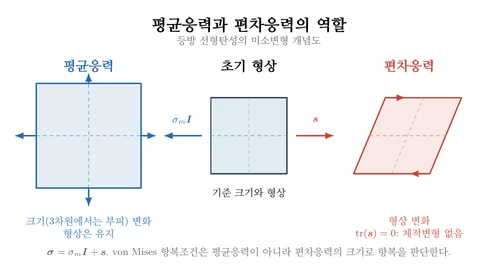 평균응력과 편차응력의 역할
등방 선형탄성의 미소변형 개념도
평균응력
초기 형상
편차응력
σₘI
s
기준 크기와 형상
크기(3차원에서는 부피) 변화
형상은 유지
형상 변화
tr(s) = 0: 체적변형 없음
σ = σₘI + s. von Mises 항복조건은 평균응력이 아니라 편차응력의 크기로 항복을 판단한다.